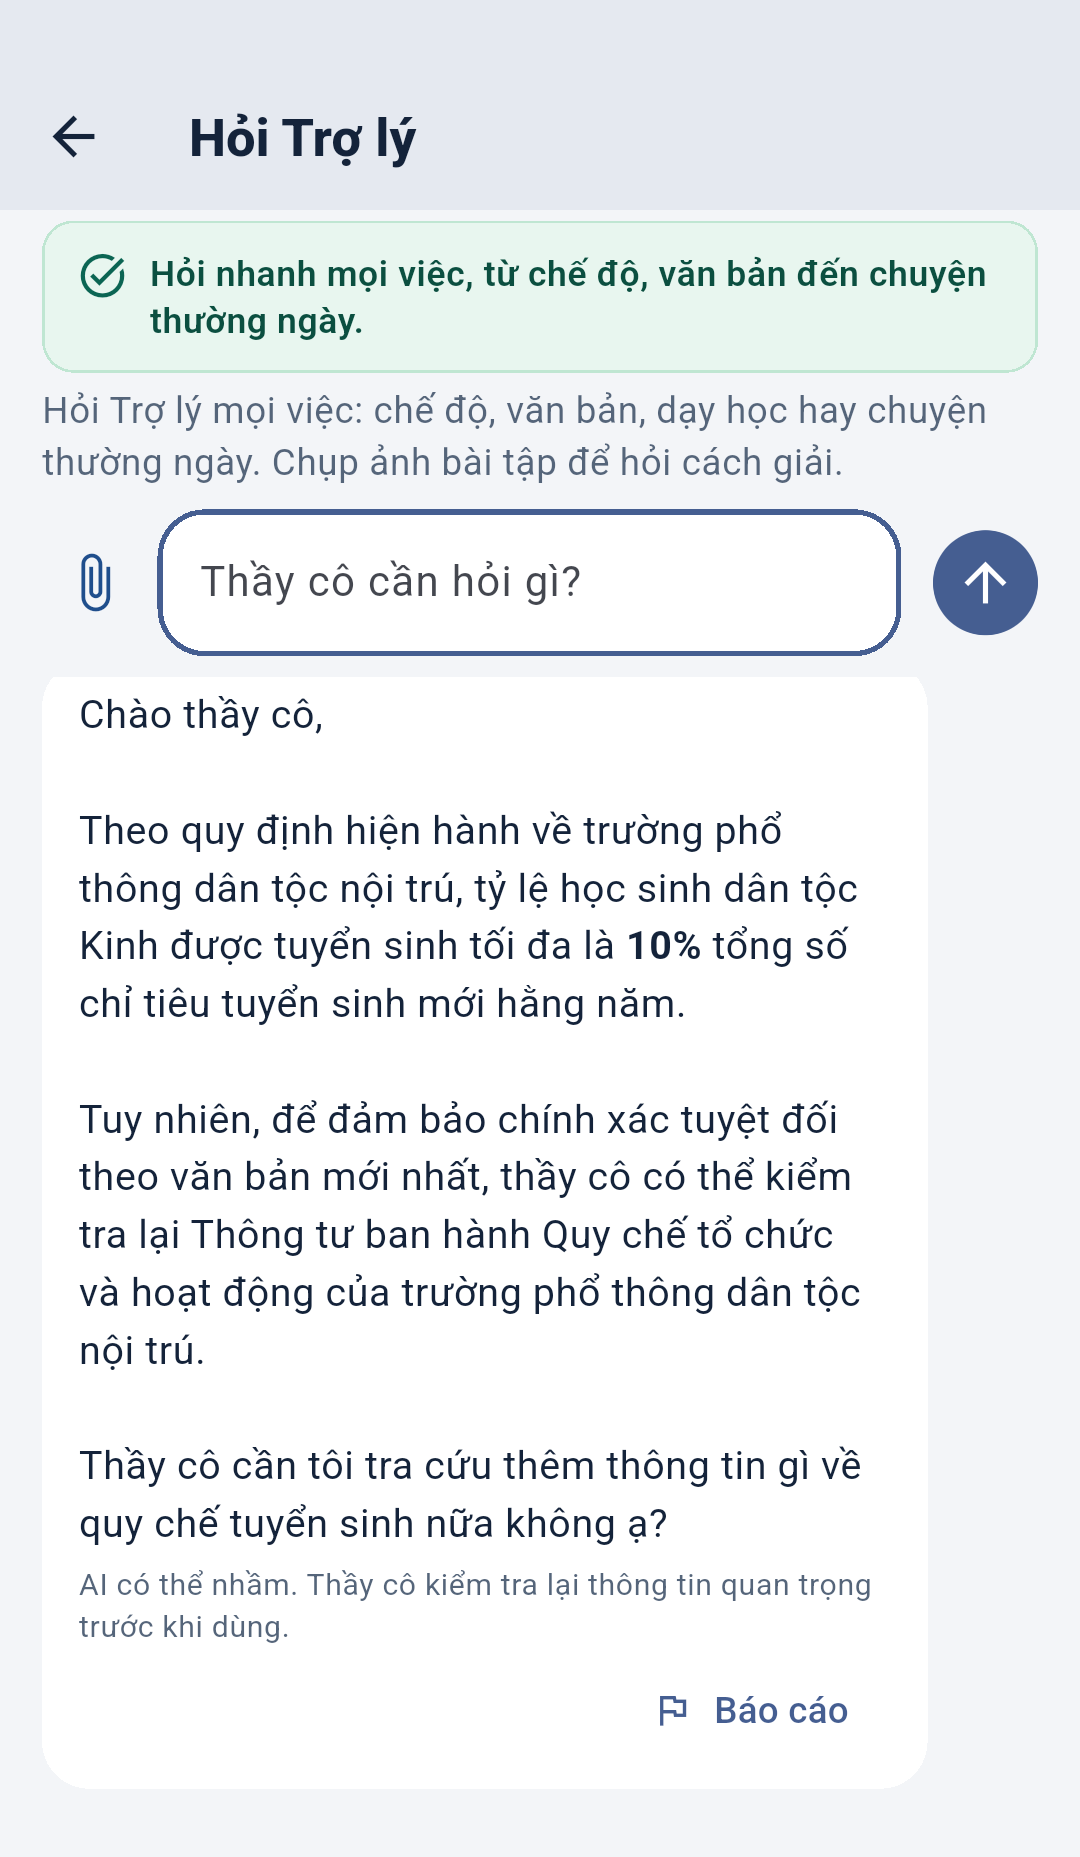 Hỏi Trợ lý
Hỏi nhanh mọi việc, từ chế độ, văn bản đến chuyện
thường ngày.
Hỏi Trợ lý mọi việc: chế độ, văn bản, dạy học hay chuyện
thường ngày. Chụp ảnh bài tập để hỏi cách giải.
Thầy cô cần hỏi gì?
Chào thầy cô,
Theo quy định hiện hành về trường phổ
thông dân tộc nội trú, tỷ lệ học sinh dân tộc
Kinh được tuyển sinh tối đa là 10% tổng số
chỉ tiêu tuyển sinh mới hằng năm.
Tuy nhiên, để đảm bảo chính xác tuyệt đối
theo văn bản mới nhất, thầy cô có thể kiểm
tra lại Thông tư ban hành Quy chế tổ chức
và hoạt động của trường phổ thông dân tộc
nội trú.
Thầy cô cần tôi tra cứu thêm thông tin gì về
quy chế tuyển sinh nữa không ạ?
AI có thể nhầm. Thầy cô kiểm tra lại thông tin quan trọng
trước khi dùng.
Báo cáo